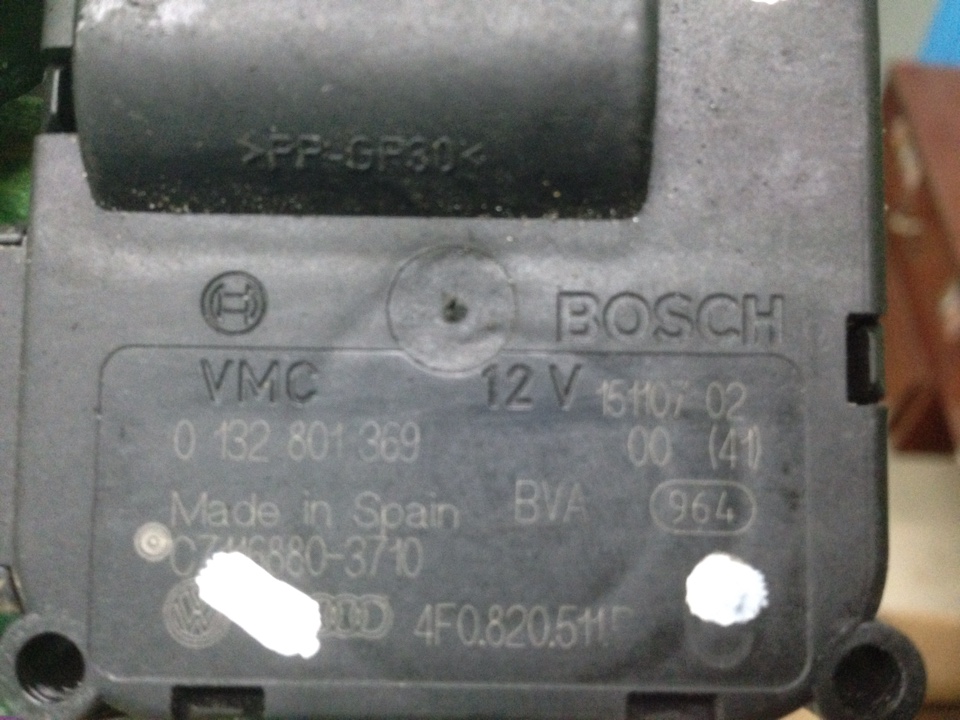 >PP-GF30<
BOSCH
VMC 12 V 151107 02
0 132 801 369 00 (41)
Made in Spain BVA 964
4F0.820.511